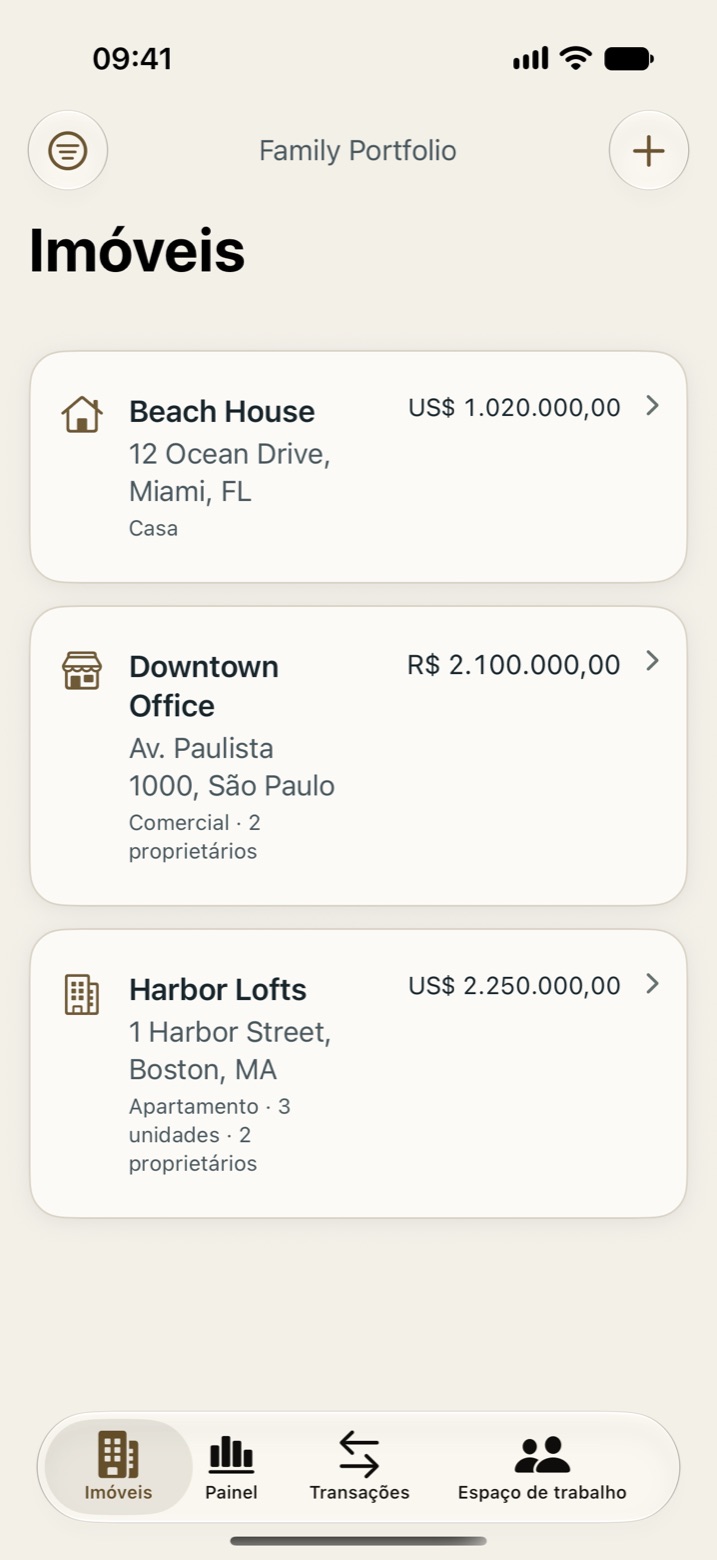 09:41
Family Portfolio
Imóveis
Beach House
US$ 1.020.000,00
12 Ocean Drive,
Miami, FL
Casa
Downtown
Office
R$ 2.100.000,00
Av. Paulista
1000, São Paulo
Comercial · 2
proprietários
Harbor Lofts
US$ 2.250.000,00
1 Harbor Street,
Boston, MA
Apartamento · 3
unidades · 2
proprietários
Imóveis
Painel
Transações
Espaço de trabalho